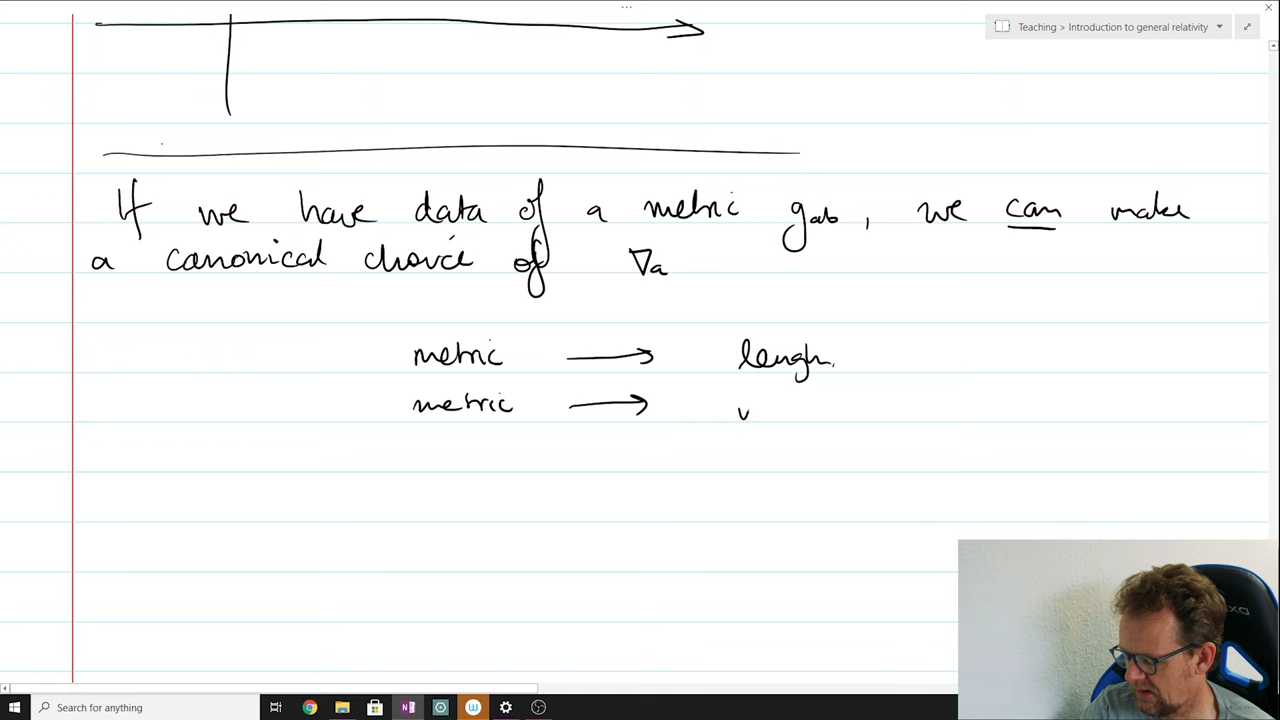 Teaching > Introduction to general relativity
If we have data of a metric gab, we can make
a canonical choice of ∇a
metric → lengh.
metric → v
Search for anything